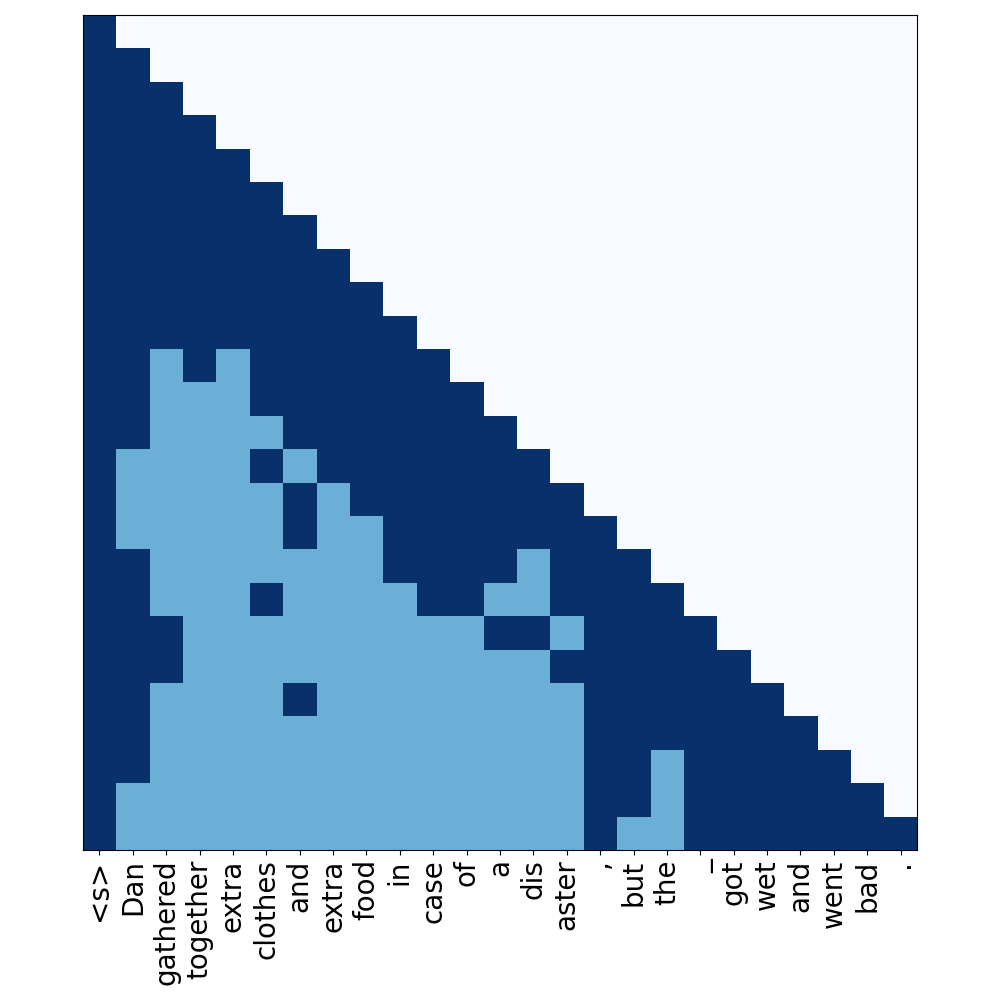 <s>
Dan
gathered
together
extra
clothes
and
extra
food
in
case
of
a
dis
aster
,
but
the
_
got
wet
and
went
bad
.